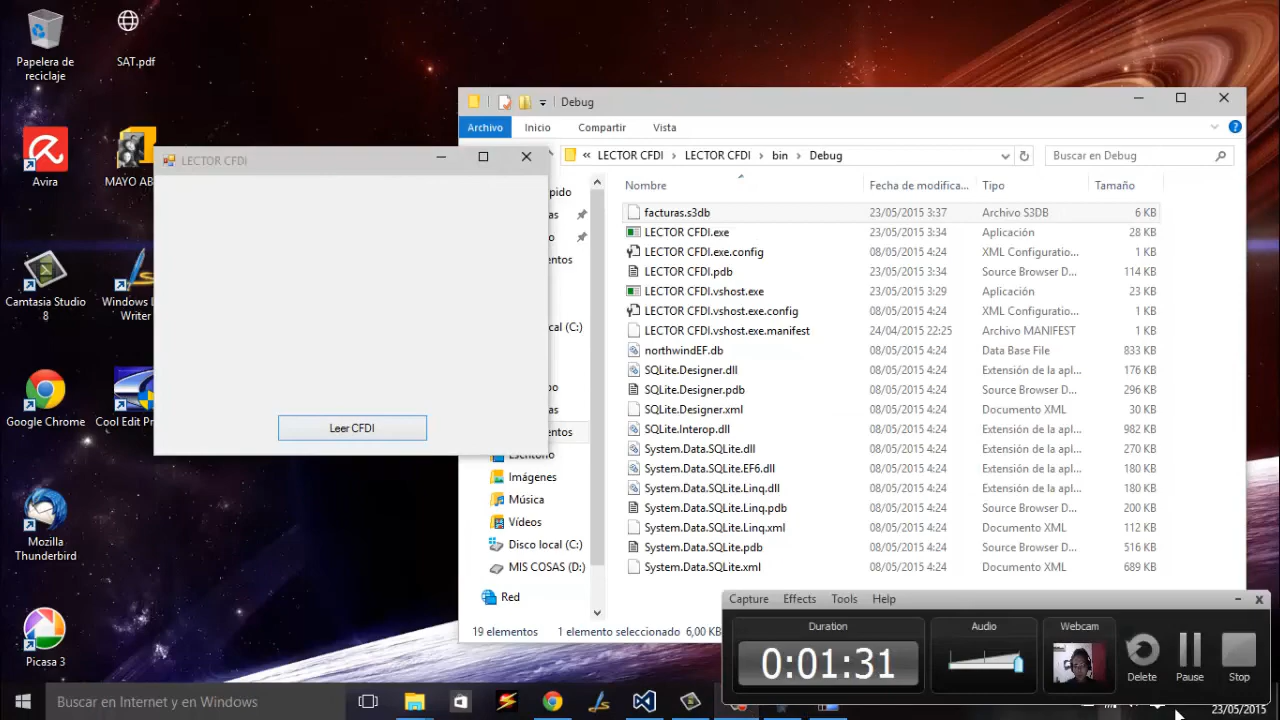 Papelera de reciclaje
SAT.pdf
Avira
MAYO AB
Camtasia Studio 8
Windows L
Writer
Google Chrome
Cool Edit Pr
Mozilla Thunderbird
Picasa 3
LECTOR CFDI
Leer CFDI
Debug
Archivo Inicio Compartir Vista
« LECTOR CFDI > LECTOR CFDI > bin > Debug
Buscar en Debug
Nombre Fecha de modifica... Tipo Tamaño
facturas.s3db 23/05/2015 3:37 Archivo S3DB 6 KB
LECTOR CFDI.exe 23/05/2015 3:34 Aplicación 28 KB
LECTOR CFDI.exe.config 08/05/2015 4:24 XML Configuratio... 1 KB
LECTOR CFDI.pdb 23/05/2015 3:34 Source Browser D... 114 KB
LECTOR CFDI.vshost.exe 23/05/2015 3:29 Aplicación 23 KB
LECTOR CFDI.vshost.exe.config 08/05/2015 4:24 XML Configuratio... 1 KB
LECTOR CFDI.vshost.exe.manifest 24/04/2015 22:25 Archivo MANIFEST 1 KB
northwindEF.db 08/05/2015 4:24 Data Base File 833 KB
SQLite.Designer.dll 08/05/2015 4:24 Extensión de la apl... 176 KB
SQLite.Designer.pdb 08/05/2015 4:24 Source Browser D... 296 KB
SQLite.Designer.xml 08/05/2015 4:24 Documento XML 30 KB
SQLite.Interop.dll 08/05/2015 4:24 Extensión de la apl... 982 KB
System.Data.SQLite.dll 08/05/2015 4:24 Extensión de la apl... 270 KB
System.Data.SQLite.EF6.dll 08/05/2015 4:24 Extensión de la apl... 180 KB
System.Data.SQLite.Linq.dll 08/05/2015 4:24 Extensión de la apl... 180 KB
System.Data.SQLite.Linq.pdb 08/05/2015 4:24 Source Browser D... 200 KB
System.Data.SQLite.Linq.xml 08/05/2015 4:24 Documento XML 112 KB
System.Data.SQLite.pdb 08/05/2015 4:24 Source Browser D... 516 KB
System.Data.SQLite.xml 08/05/2015 4:24 Documento XML 689 KB
ápido
as
o
entos
ocal (C:)
bo
as
entos
Escritorio
Imágenes
Música
Vídeos
Disco local (C:)
MIS COSAS (D:)
Red
19 elementos 1 elemento seleccionado 6,00 KB
Capture Effects Tools Help
Duration
0:01:31
Audio
Webcam
Delete
Pause
Stop
Buscar en Internet y en Windows
23/05/2015